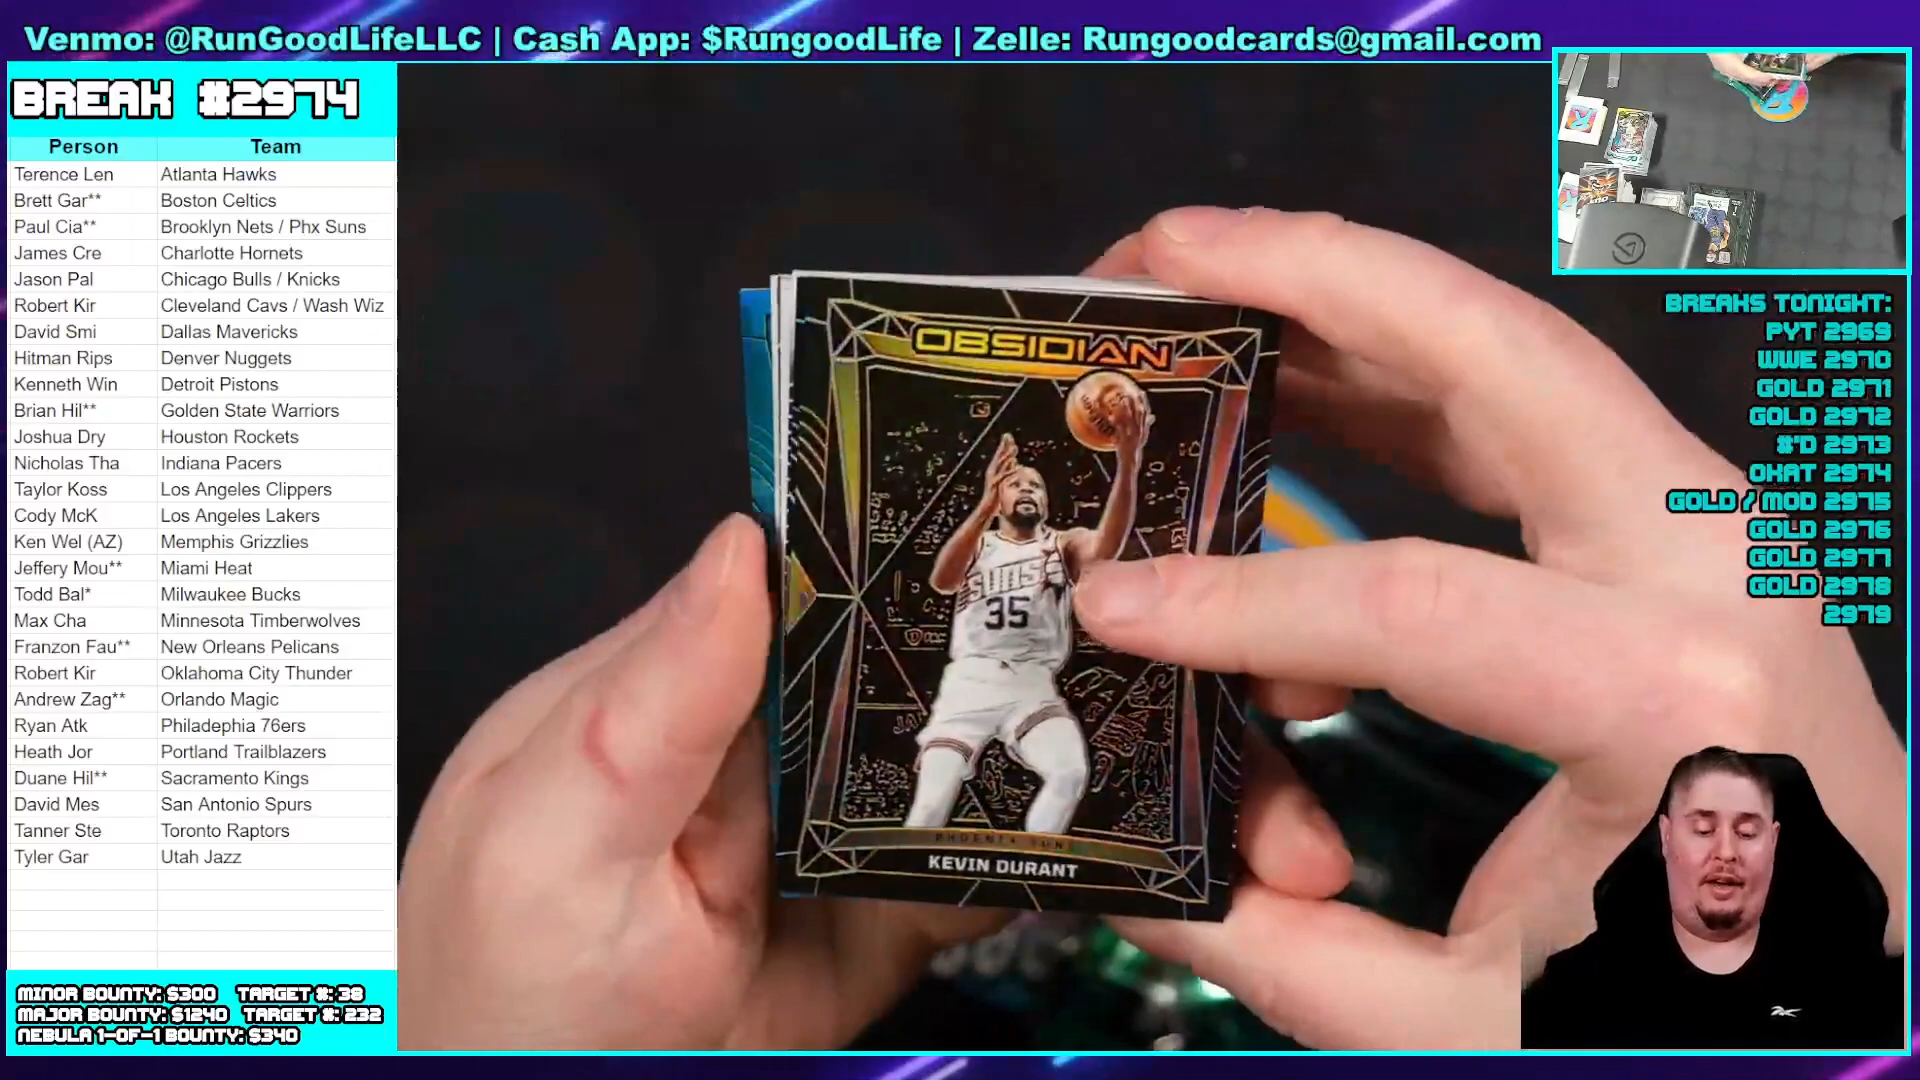 Venmo: @RunGoodLifeLLC | Cash App: $RungoodLife | Zelle: Rungoodcards@gmail.com
BREAK #2974
Person Team
Terence Len Atlanta Hawks
Brett Gar** Boston Celtics
Paul Cia** Brooklyn Nets / Phx Suns
James Cre Charlotte Hornets
Jason Pal Chicago Bulls / Knicks
Robert Kir Cleveland Cavs / Wash Wiz
David Smi Dallas Mavericks
Hitman Rips Denver Nuggets
Kenneth Win Detroit Pistons
Brian Hil** Golden State Warriors
Joshua Dry Houston Rockets
Nicholas Tha Indiana Pacers
Taylor Koss Los Angeles Clippers
Cody McK Los Angeles Lakers
Ken Wel (AZ) Memphis Grizzlies
Jeffery Mou** Miami Heat
Todd Bal* Milwaukee Bucks
Max Cha Minnesota Timberwolves
Franzon Fau** New Orleans Pelicans
Robert Kir Oklahoma City Thunder
Andrew Zag** Orlando Magic
Ryan Atk Philadephia 76ers
Heath Jor Portland Trailblazers
Duane Hil** Sacramento Kings
David Mes San Antonio Spurs
Tanner Ste Toronto Raptors
Tyler Gar Utah Jazz
MINOR BOUNTY: $300 TARGET #: 38
MAJOR BOUNTY: $1240 TARGET #: 232
NEBULA 1-OF-1 BOUNTY: $340
OBSIDIAN
SUNS
35
PHOENIX SUNS
KEVIN DURANT
BREAKS TONIGHT:
PYT 2969
WWE 2970
GOLD 2971
GOLD 2972
#'D 2973
OKAT 2974
GOLD / MOD 2975
GOLD 2976
GOLD 2977
GOLD 2978
2979